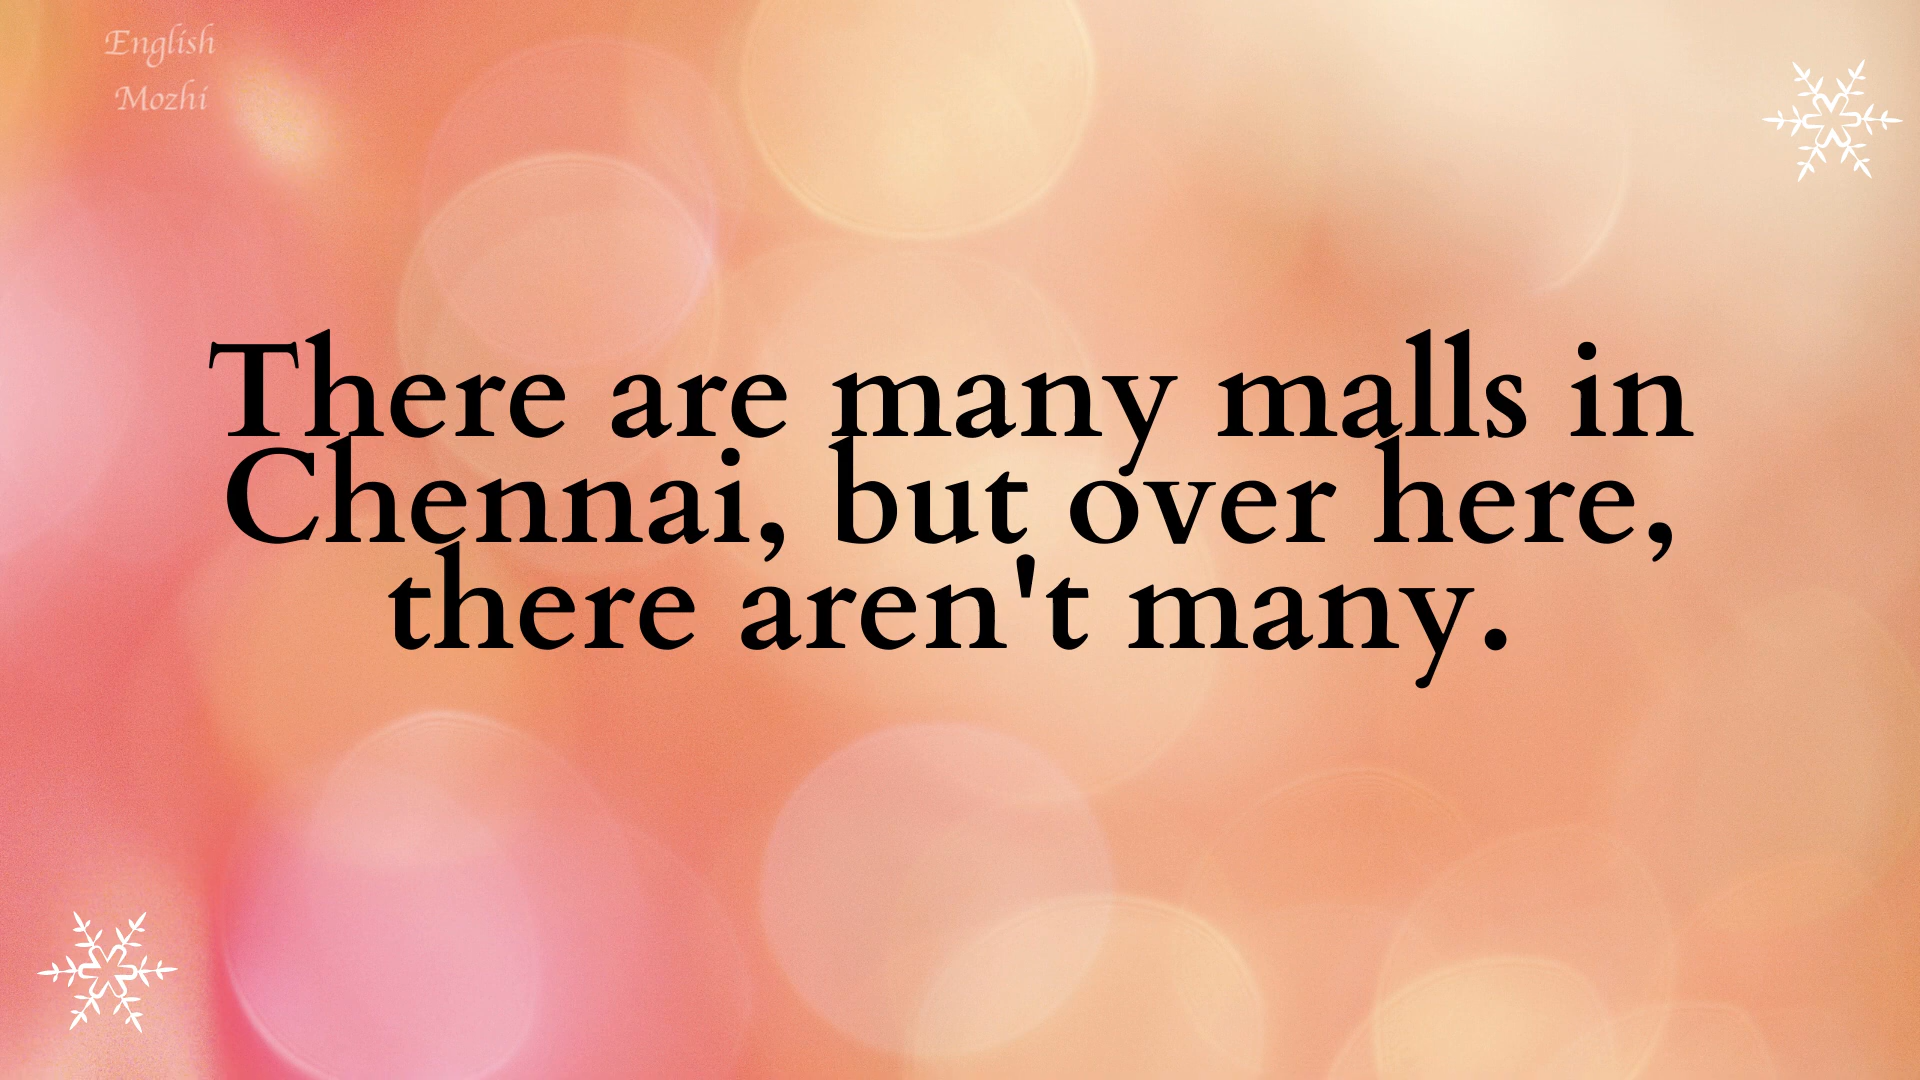 English
Mozhi
There are many malls in
Chennai, but over here,
there aren't many.